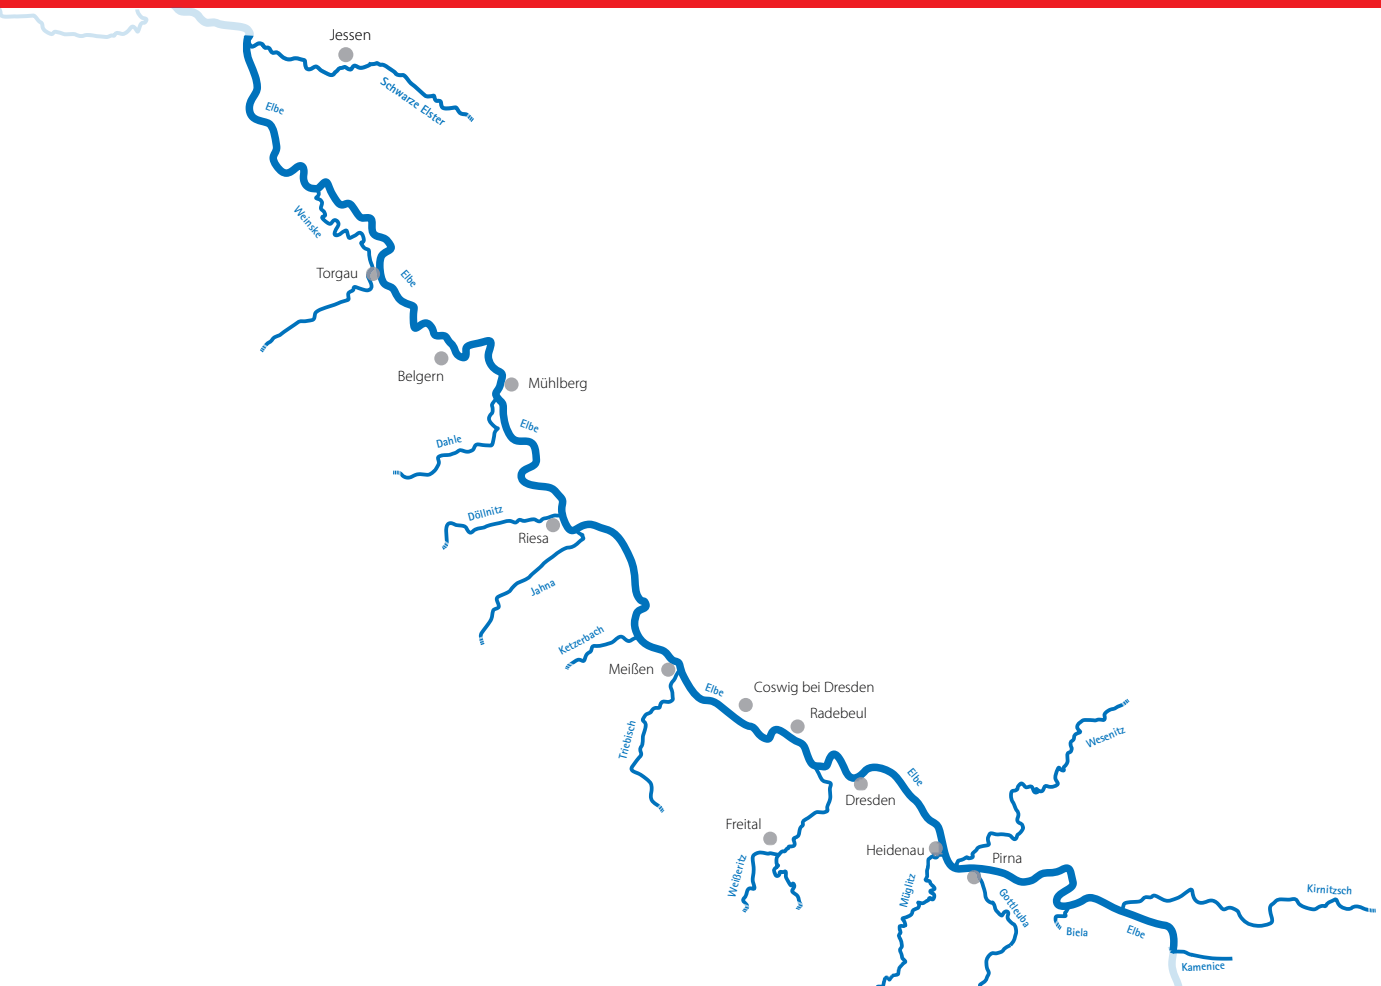 Jessen
Schwarze Elster
Elbe
Weinske
Torgau
Elbe
Belgern
Mühlberg
Elbe
Dahle
Döllnitz
Riesa
Jahna
Ketzerbach
Meißen
Elbe
Coswig bei Dresden
Radebeul
Triebisch
Wesenitz
Elbe
Dresden
Freital
Heidenau
Pirna
Weißeritz
Müglitz
Gottleuba
Kirnitzsch
Biela
Elbe
Kamenice